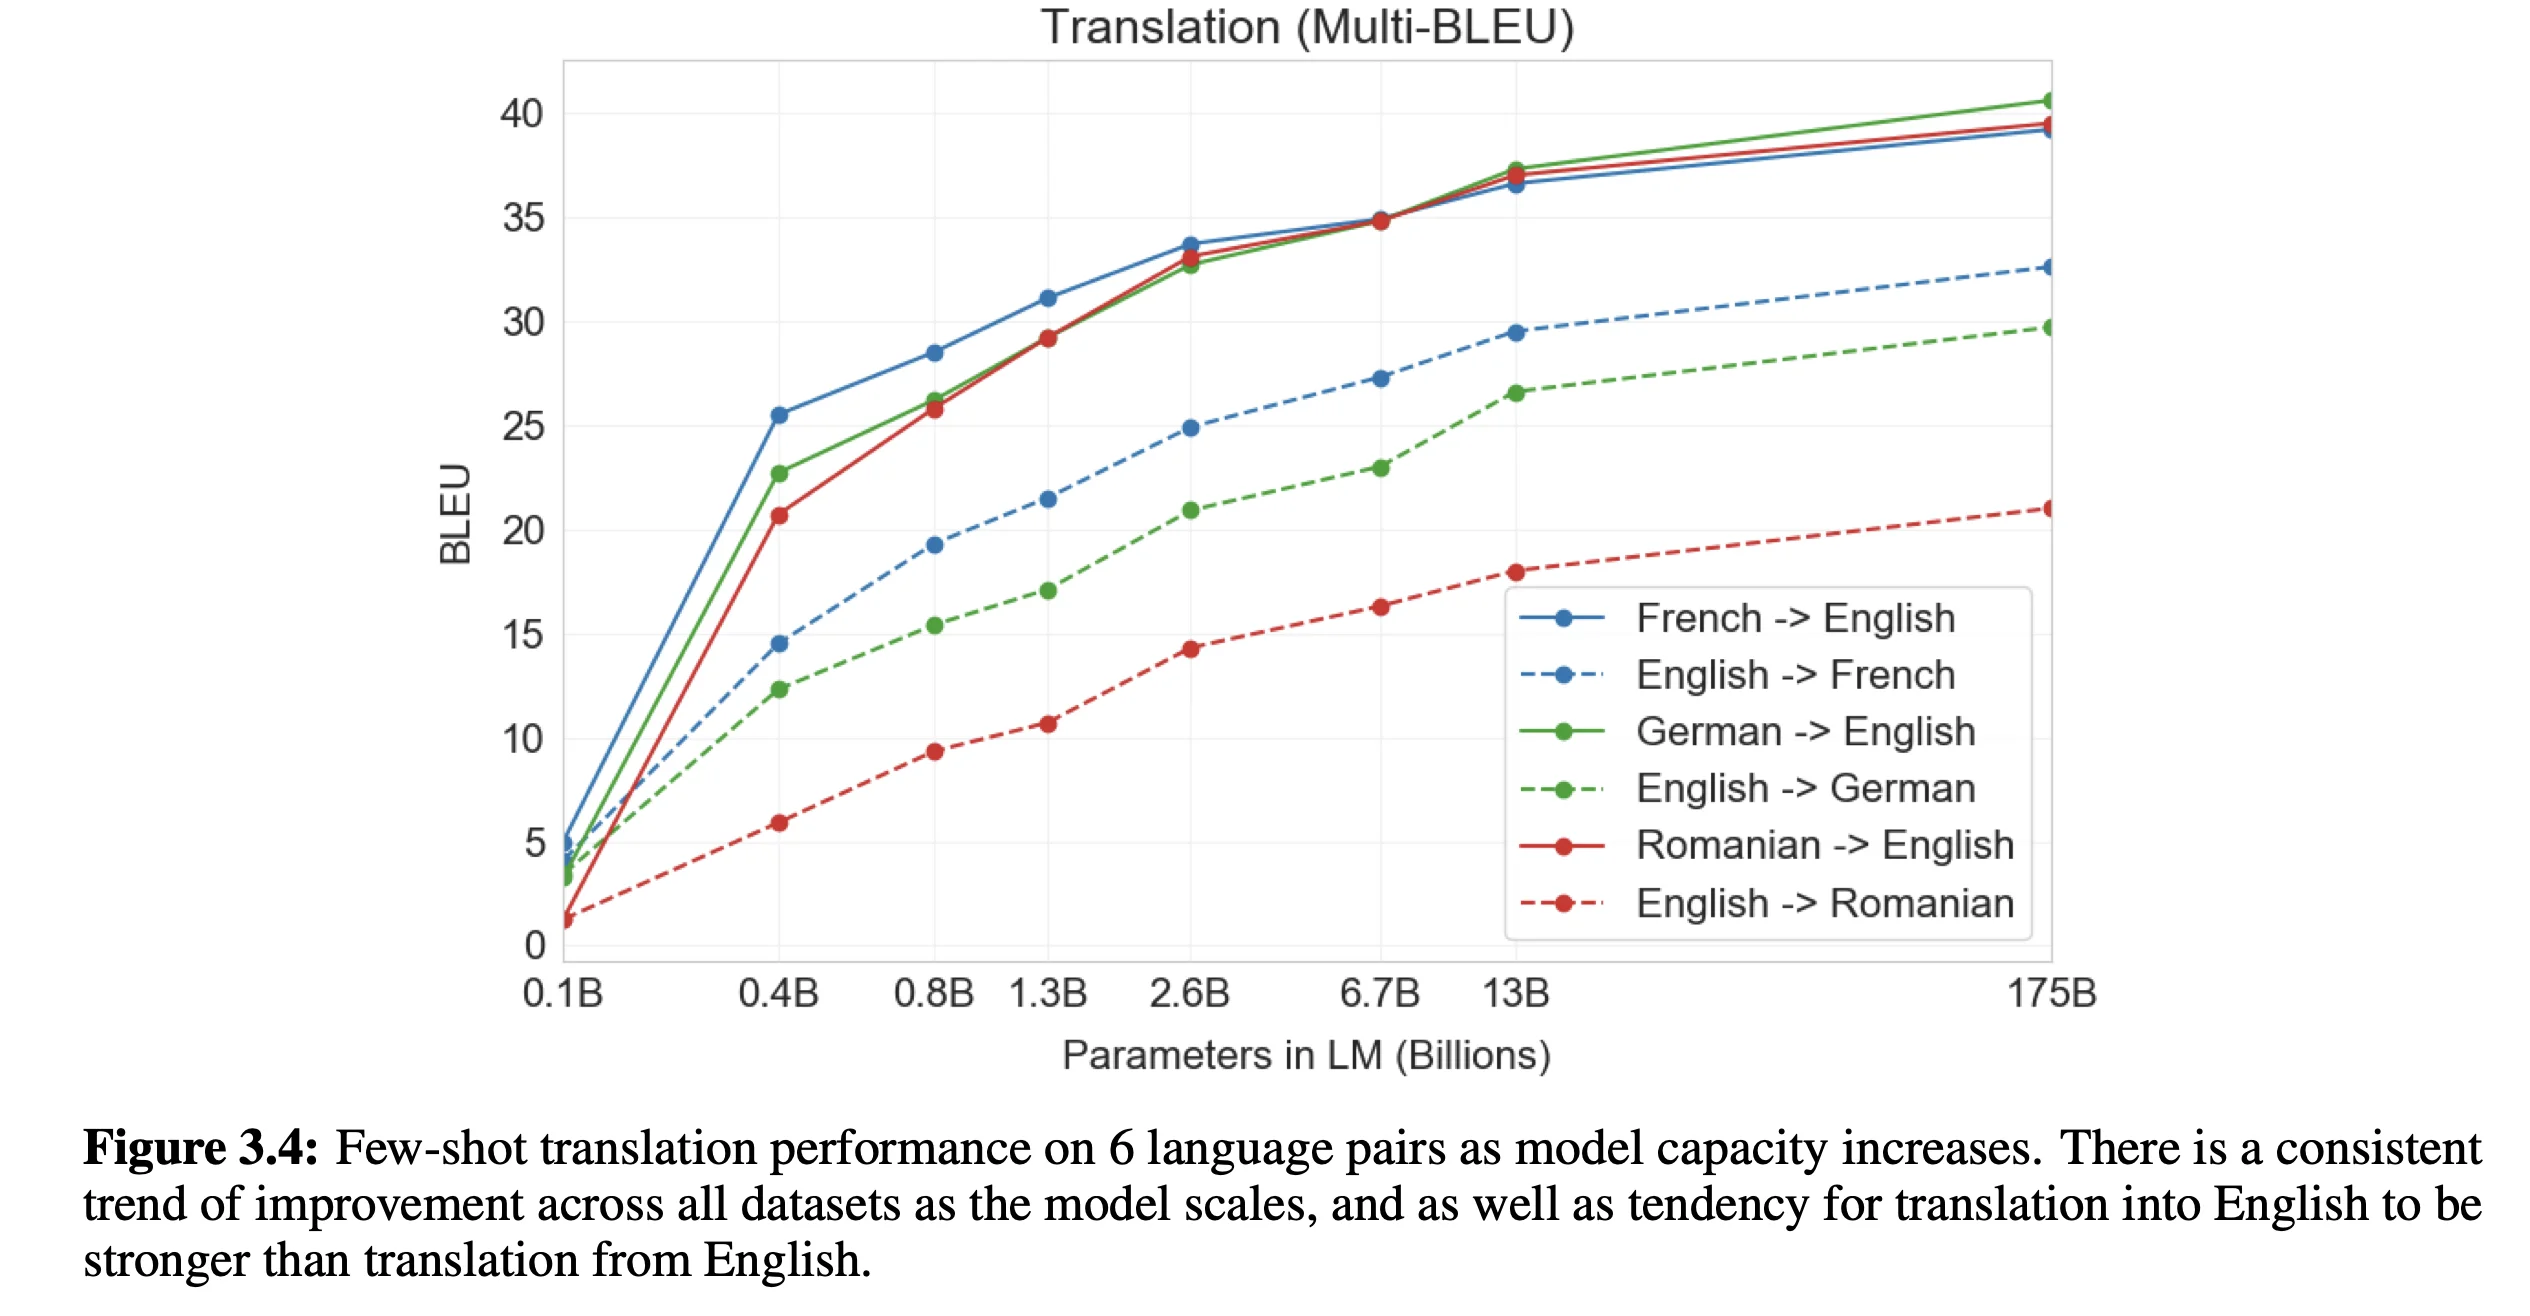 Translation (Multi-BLEU)
40
35
30
25
20
15
10
5
0
BLEU
French -> English
English -> French
German -> English
English -> German
Romanian -> English
English -> Romanian
0.1B 0.4B 0.8B 1.3B 2.6B 6.7B 13B 175B
Parameters in LM (Billions)
Figure 3.4: Few-shot translation performance on 6 language pairs as model capacity increases. There is a consistent
trend of improvement across all datasets as the model scales, and as well as tendency for translation into English to be
stronger than translation from English.